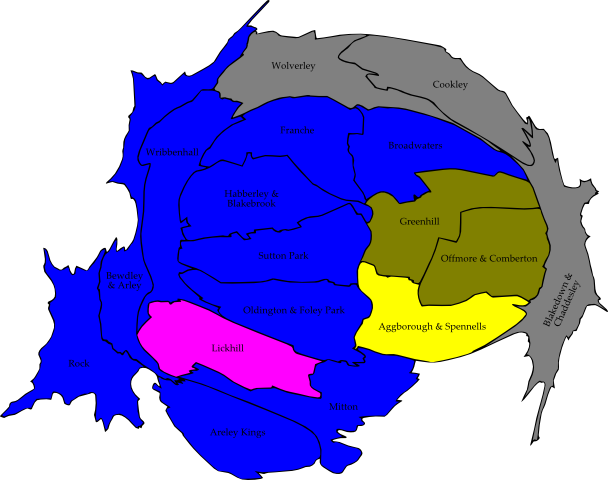 Wolverley
Cookley
Franche
Broadwaters
Wribbenhall
Habberley &
Blakebrook
Greenhill
Sutton Park
Offmore & Comberton
Bewdley
& Arley
Blakedown &
Chaddesley
Oldington & Foley Park
Aggborough & Spennells
Lickhill
Rock
Mitton
Areley Kings